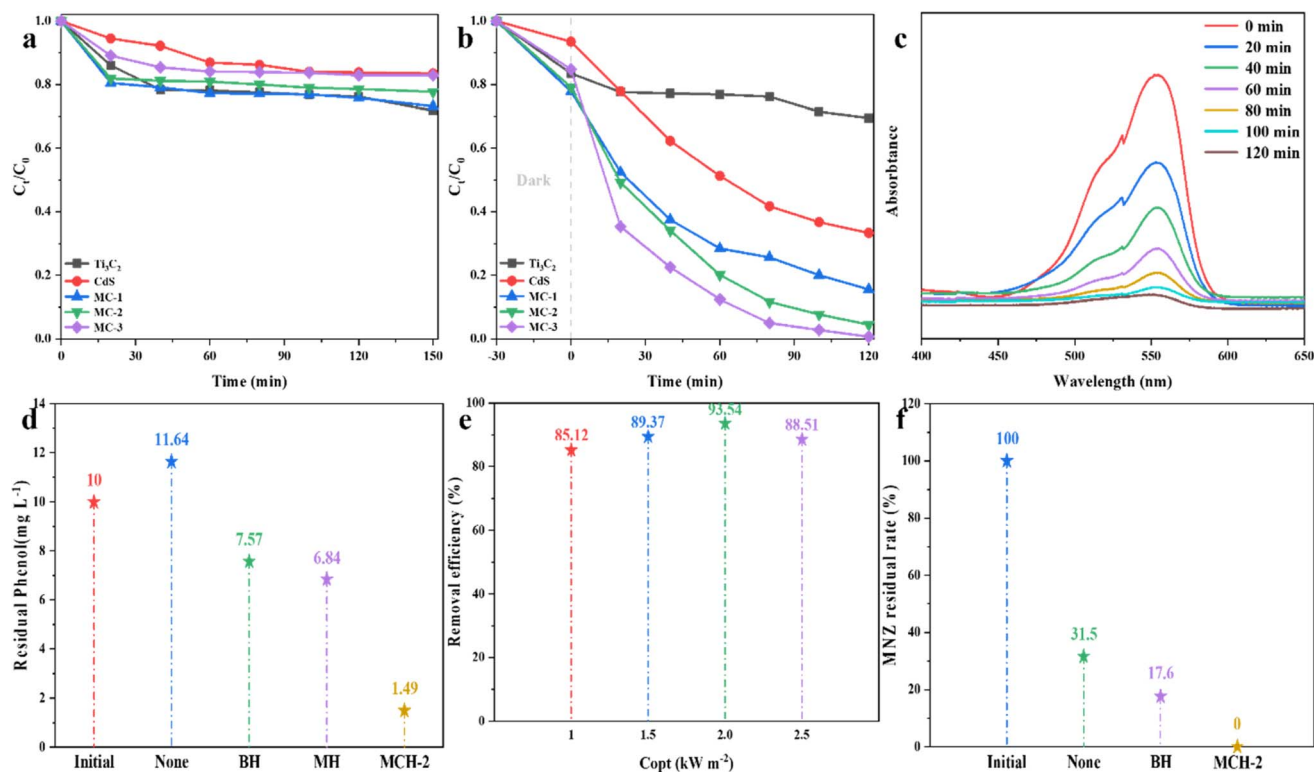 a
C_t/C_0
1.0
0.8
0.6
0.4
0.2
0.0
Ti₃C₂
CdS
MC-1
MC-2
MC-3
0 30 60 90 120 150
Time (min)
b
C_t/C_0
1.0
0.8
0.6
0.4
0.2
0.0
Dark
Ti₃C₂
CdS
MC-1
MC-2
MC-3
-30 0 30 60 90 120
Time (min)
c
Absorbtance
0 min
20 min
40 min
60 min
80 min
100 min
120 min
400 450 500 550 600 650
Wavelength (nm)
d
Residual Phenol(mg L⁻¹)
14
12
10
8
6
4
2
0
10
11.64
7.57
6.84
1.49
Initial None BH MH MCH-2
e
Removal efficiency (%)
100
80
60
40
20
0
85.12
89.37
93.54
88.51
1 1.5 2.0 2.5
Copt (kW m⁻²)
f
MNZ residual rate (%)
120
100
80
60
40
20
0
100
31.5
17.6
0
Initial None BH MCH-2